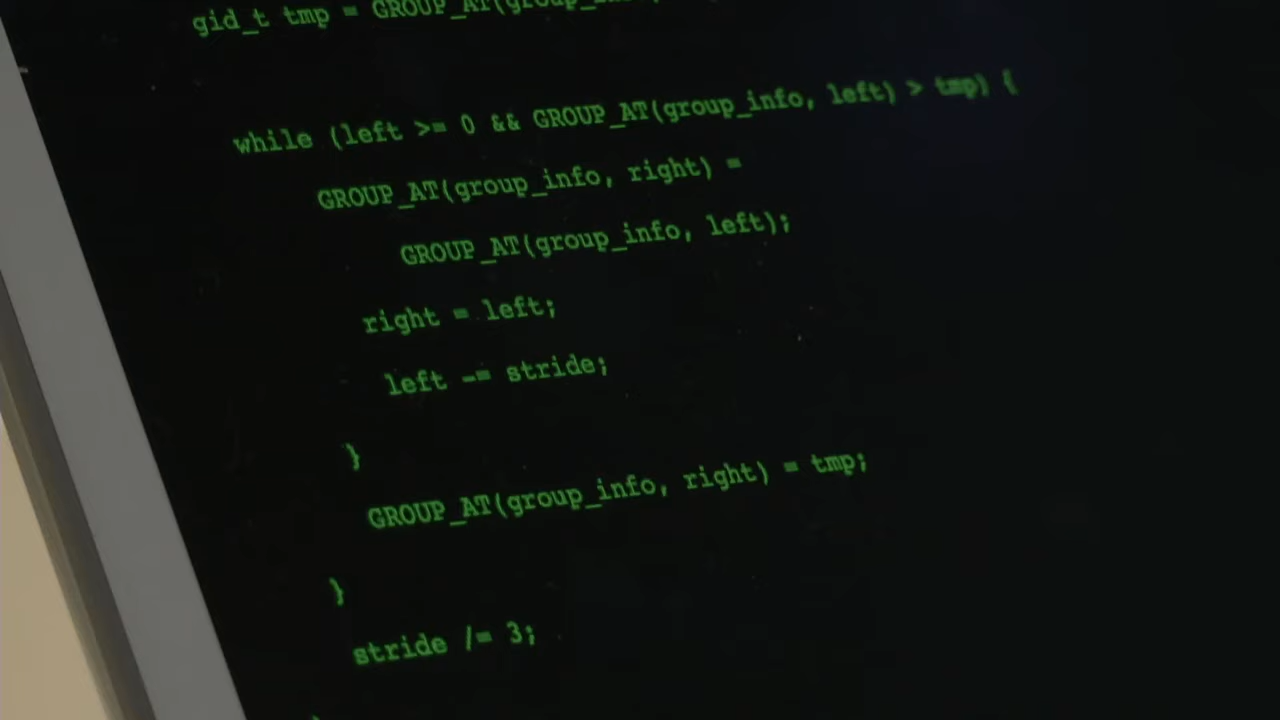 gid_t tmp = GROUP_AT(group_info
while (left >= 0 && GROUP_AT(group_info, left) > tmp) {
GROUP_AT(group_info, right) =
GROUP_AT(group_info, left);
right = left;
left -= stride;
}
GROUP_AT(group_info, right) = tmp;
}
stride /= 3;
}